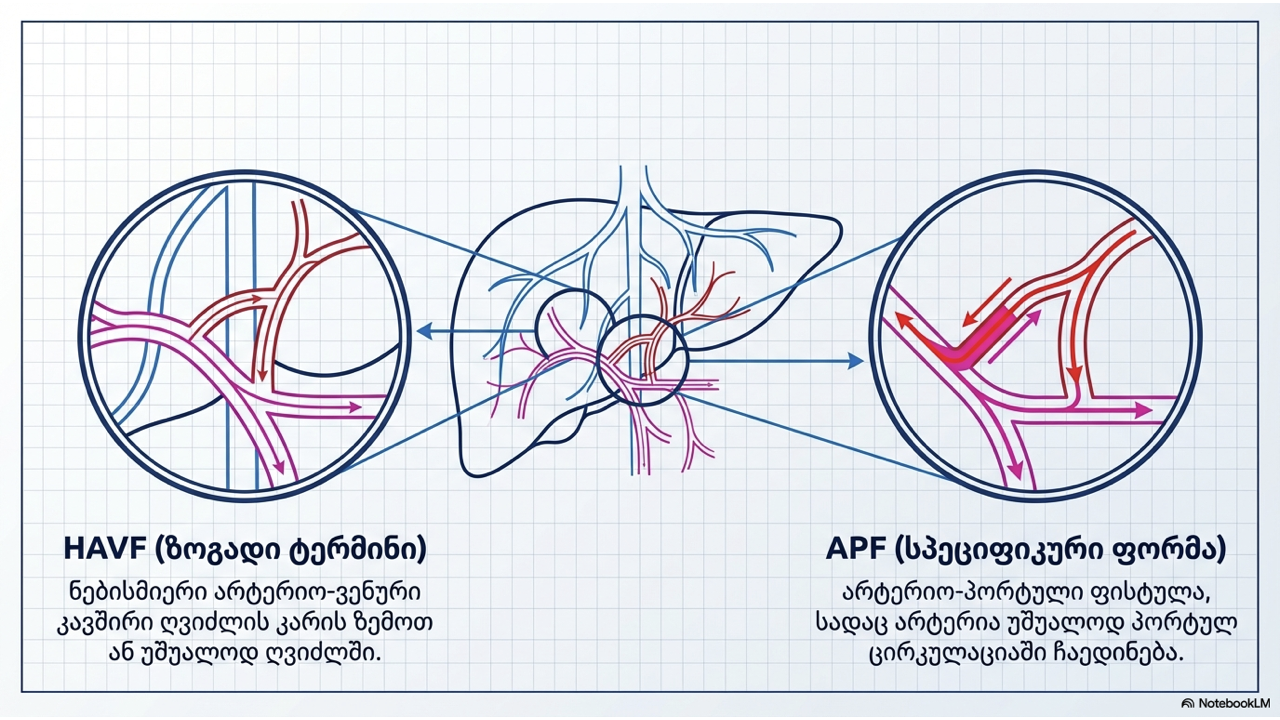 HAVF (ზოგადი ტერმინი)
ნებისმიერი არტერიო-ვენური
კავშირი ღვიძლის კარის ზემოთ
ან უშუალოდ ღვიძლში.
APF (სპეციფიკური ფორმა)
არტერიო-პორტული ფისტულა,
სადაც არტერია უშუალოდ პორტულ
ცირკულაციაში ჩაედინება.
NotebookLM